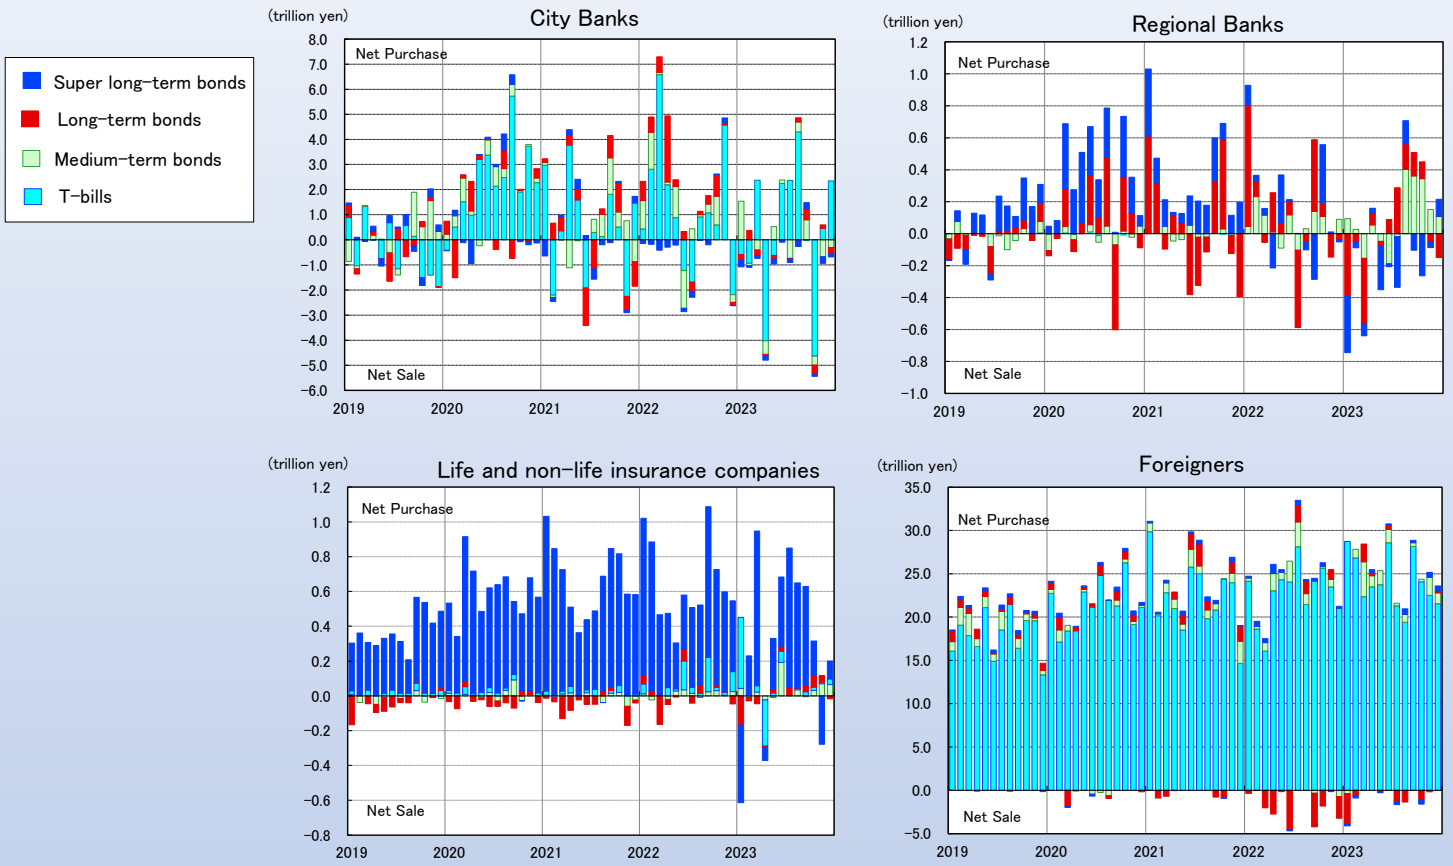 Super long-term bonds
Long-term bonds
Medium-term bonds
T-bills
(trillion yen)
City Banks
8.0
7.0
6.0
5.0
4.0
3.0
2.0
1.0
0.0
-1.0
-2.0
-3.0
-4.0
-5.0
-6.0
Net Purchase
Net Sale
2019 2020 2021 2022 2023
(trillion yen)
Regional Banks
1.2
1.0
0.8
0.6
0.4
0.2
0.0
-0.2
-0.4
-0.6
-0.8
-1.0
Net Purchase
Net Sale
2019 2020 2021 2022 2023
(trillion yen)
Life and non-life insurance companies
1.2
1.0
0.8
0.6
0.4
0.2
0.0
-0.2
-0.4
-0.6
-0.8
Net Purchase
Net Sale
2019 2020 2021 2022 2023
(trillion yen)
Foreigners
35.0
30.0
25.0
20.0
15.0
10.0
5.0
0.0
-5.0
Net Purchase
Net Sale
2019 2020 2021 2022 2023